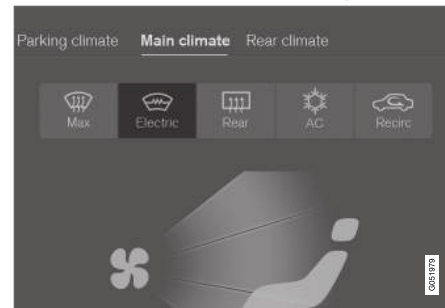 Parking climate Main climate Rear climate
Max Electric Rear AC Recirc
G051979